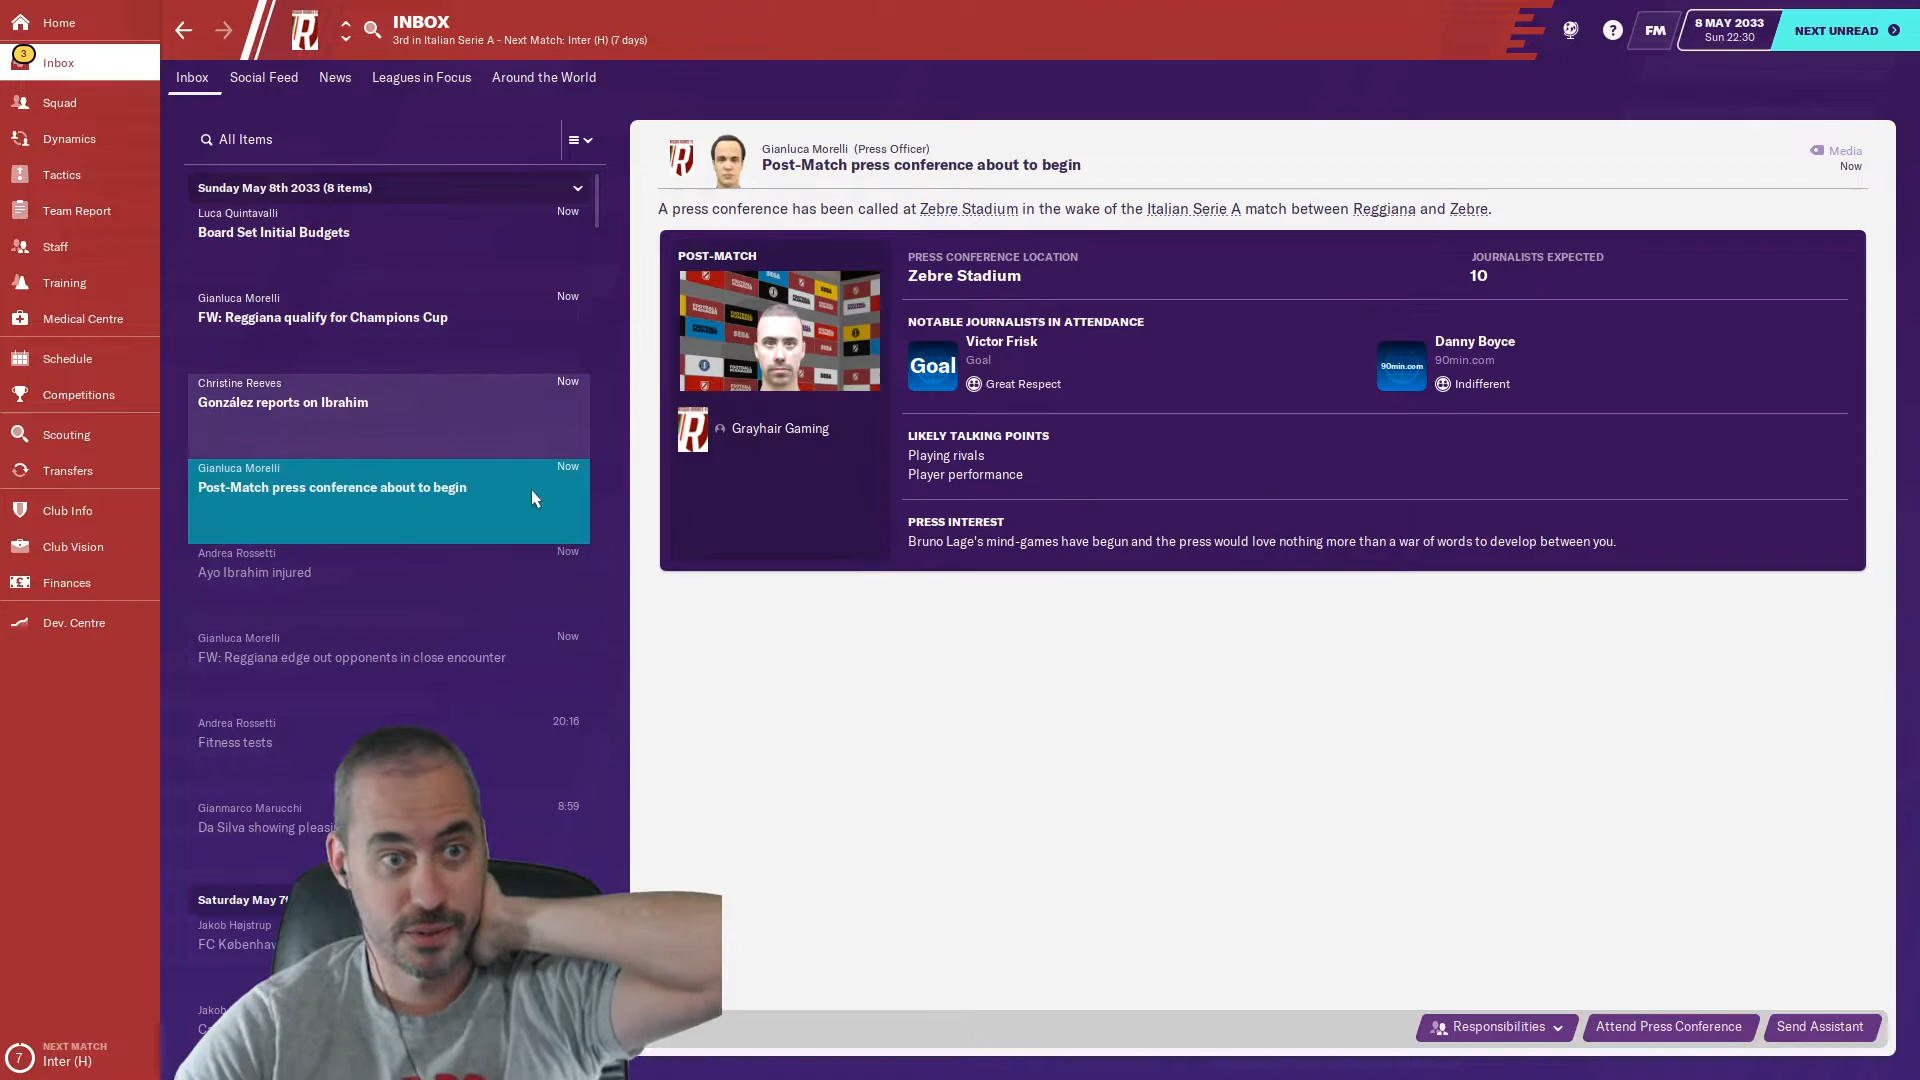 Home
INBOX
3rd in Italian Serie A - Next Match: Inter (H) (7 days)
FM
8 MAY 2033
Sun 22:30
NEXT UNREAD
3
Inbox
Squad
Dynamics
Tactics
Team Report
Staff
Training
Medical Centre
Schedule
Competitions
Scouting
Transfers
Club Info
Club Vision
Finances
Dev. Centre
7
NEXT MATCH
Inter (H)
Inbox
Social Feed
News
Leagues in Focus
Around the World
All Items
Sunday May 8th 2033 (8 items)
Luca Quintavalli
Now
Board Set Initial Budgets
Gianluca Morelli
Now
FW: Reggiana qualify for Champions Cup
Christine Reeves
Now
González reports on Ibrahim
Gianluca Morelli
Now
Post-Match press conference about to begin
Andrea Rossetti
Now
Ayo Ibrahim injured
Gianluca Morelli
Now
FW: Reggiana edge out opponents in close encounter
Andrea Rossetti
20:16
Fitness tests
Gianmarco Marucchi
8:59
Da Silva showing
Saturday May
Jakob Højstrup
FC
Gianluca Morelli (Press Officer)
Post-Match press conference about to begin
Media
Now
A press conference has been called at Zebre Stadium in the wake of the Italian Serie A match between Reggiana and Zebre.
POST-MATCH
Grayhair Gaming
PRESS CONFERENCE LOCATION
Zebre Stadium
JOURNALISTS EXPECTED
10
NOTABLE JOURNALISTS IN ATTENDANCE
Goal
Victor Frisk
Goal
Great Respect
90min.com
Danny Boyce
90min.com
Indifferent
LIKELY TALKING POINTS
Playing rivals
Player performance
PRESS INTEREST
Bruno Lage's mind-games have begun and the press would love nothing more than a war of words to develop between you.
Responsibilities
Attend Press Conference
Send Assistant